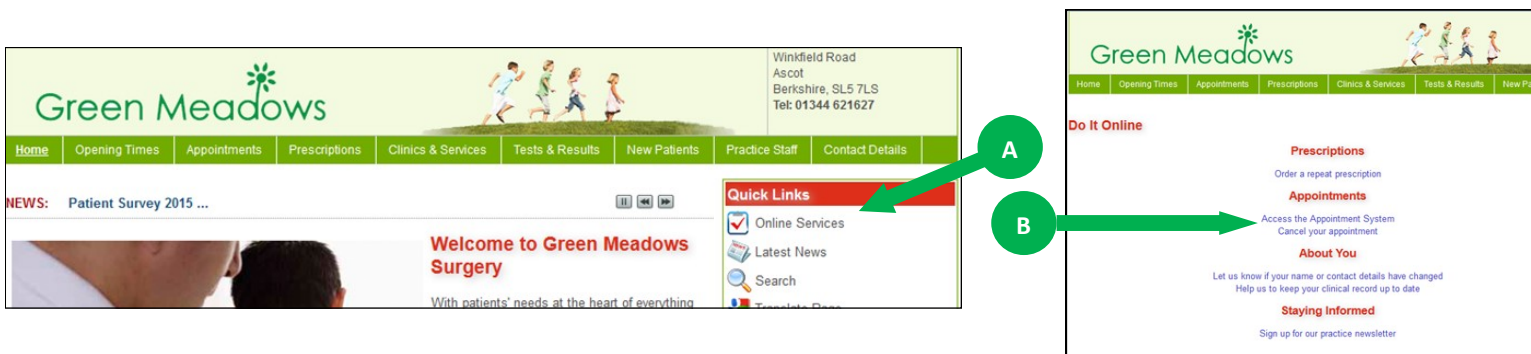 Green Meadows
Winkfield Road
Ascot
Berkshire, SL5 7LS
Tel: 01344 621627
Home Opening Times Appointments Prescriptions Clinics & Services Tests & Results New Patients Practice Staff Contact Details
NEWS: Patient Survey 2015 ...
Welcome to Green Meadows
Surgery
With patients' needs at the heart of everything
Quick Links
Online Services
Latest News
Search
Translate Page
A
B
Green Meadows
Home Opening Times Appointments Prescriptions Clinics & Services Tests & Results New Pa
Do It Online
Prescriptions
Order a repeat prescription
Appointments
Access the Appointment System
Cancel your appointment
About You
Let us know if your name or contact details have changed
Help us to keep your clinical record up to date
Staying Informed
Sign up for our practice newsletter